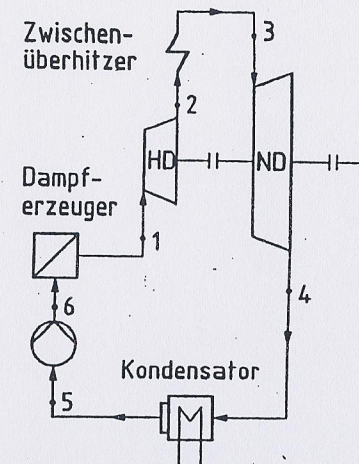 Zwischen-
überhitzer
3
2
HD
ND
Dampf-
erzeuger
1
4
6
Kondensator
5